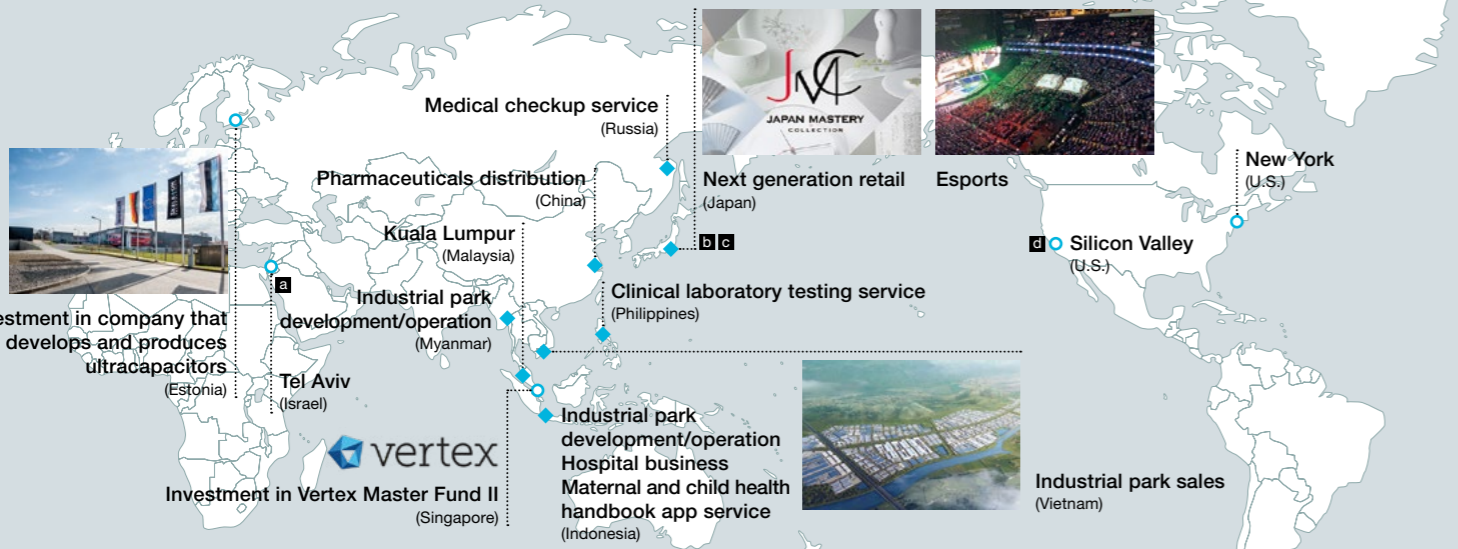 JMC
JAPAN MASTERY
COLLECTION
Medical checkup service
(Russia)
Pharmaceuticals distribution
(China)
Next generation retail
(Japan)
Esports
New York
(U.S.)
Kuala Lumpur
(Malaysia)
b c
d Silicon Valley
(U.S.)
a
Industrial park
development/operation
(Myanmar)
Clinical laboratory testing service
(Philippines)
estment in company that
develops and produces
ultracapacitors
(Estonia)
Tel Aviv
(Israel)
vertex
Investment in Vertex Master Fund II
(Singapore)
Industrial park
development/operation
Hospital business
Maternal and child health
handbook app service
(Indonesia)
Industrial park sales
(Vietnam)